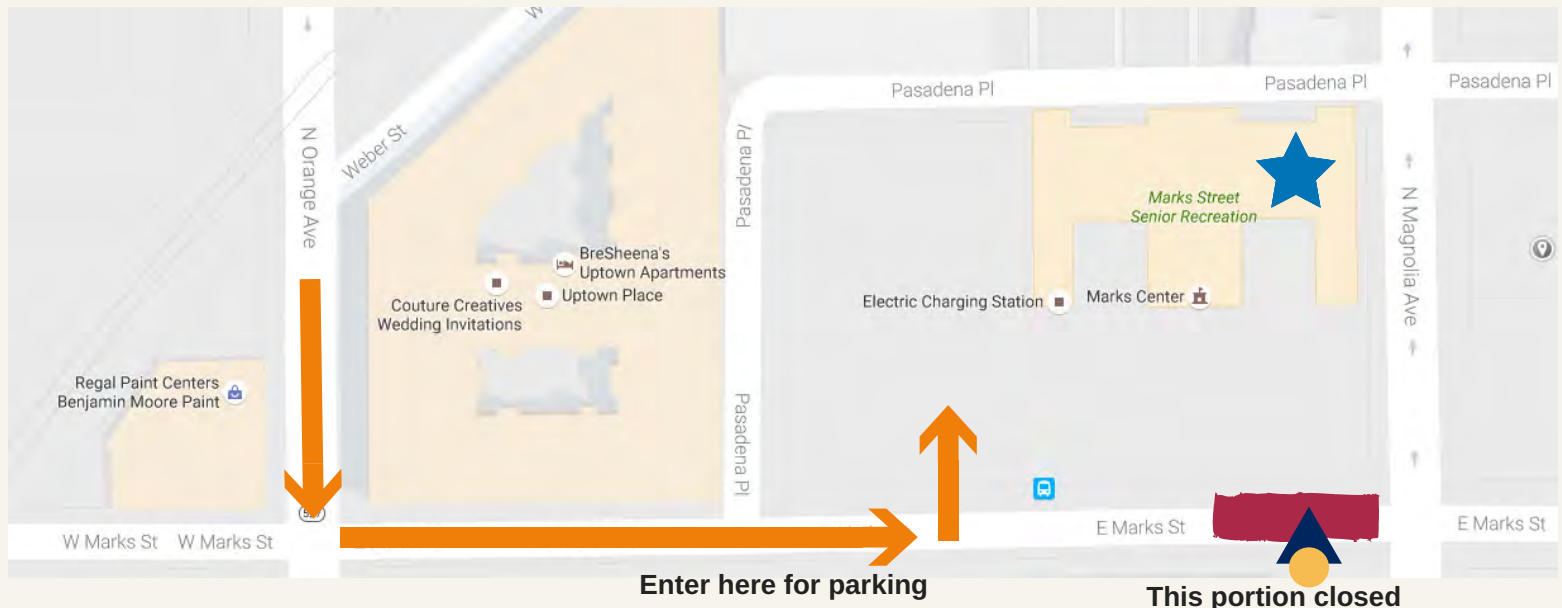 N Orange Ave
Weber St
W
Pasadena Pl
Pasadena Pl
Pasadena Pl
Pasadena Pl
Pasadena Pl
Marks Street
Senior Recreation
N Magnolia Ave
BreSheena's
Uptown Apartments
Uptown Place
Couture Creatives
Wedding Invitations
Electric Charging Station
Marks Center
Regal Paint Centers
Benjamin Moore Paint
W Marks St
W Marks St
E Marks St
E Marks St
Enter here for parking
This portion closed